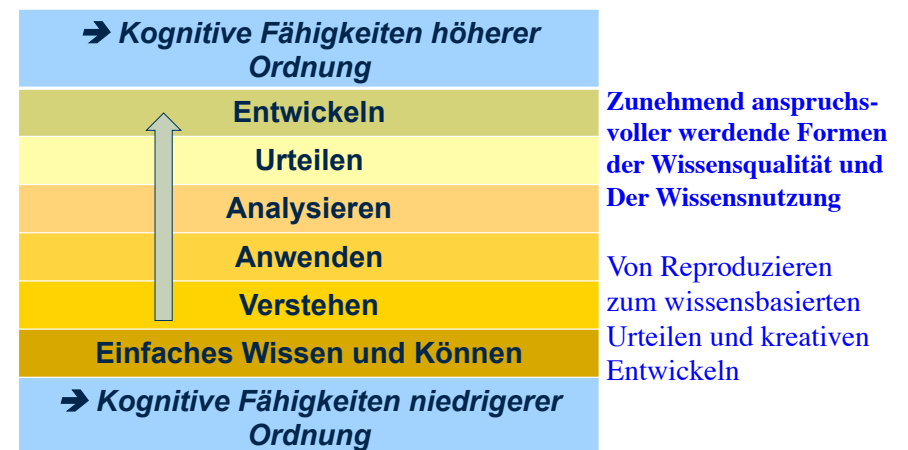 ➔ Kognitive Fähigkeiten höherer
Ordnung
Entwickeln
Urteilen
Analysieren
Anwenden
Verstehen
Einfaches Wissen und Können
➔ Kognitive Fähigkeiten niedrigerer
Ordnung
Zunehmend anspruchs-
voller werdende Formen
der Wissensqualität und
Der Wissensnutzung
Von Reproduzieren
zum wissensbasierten
Urteilen und kreativen
Entwickeln